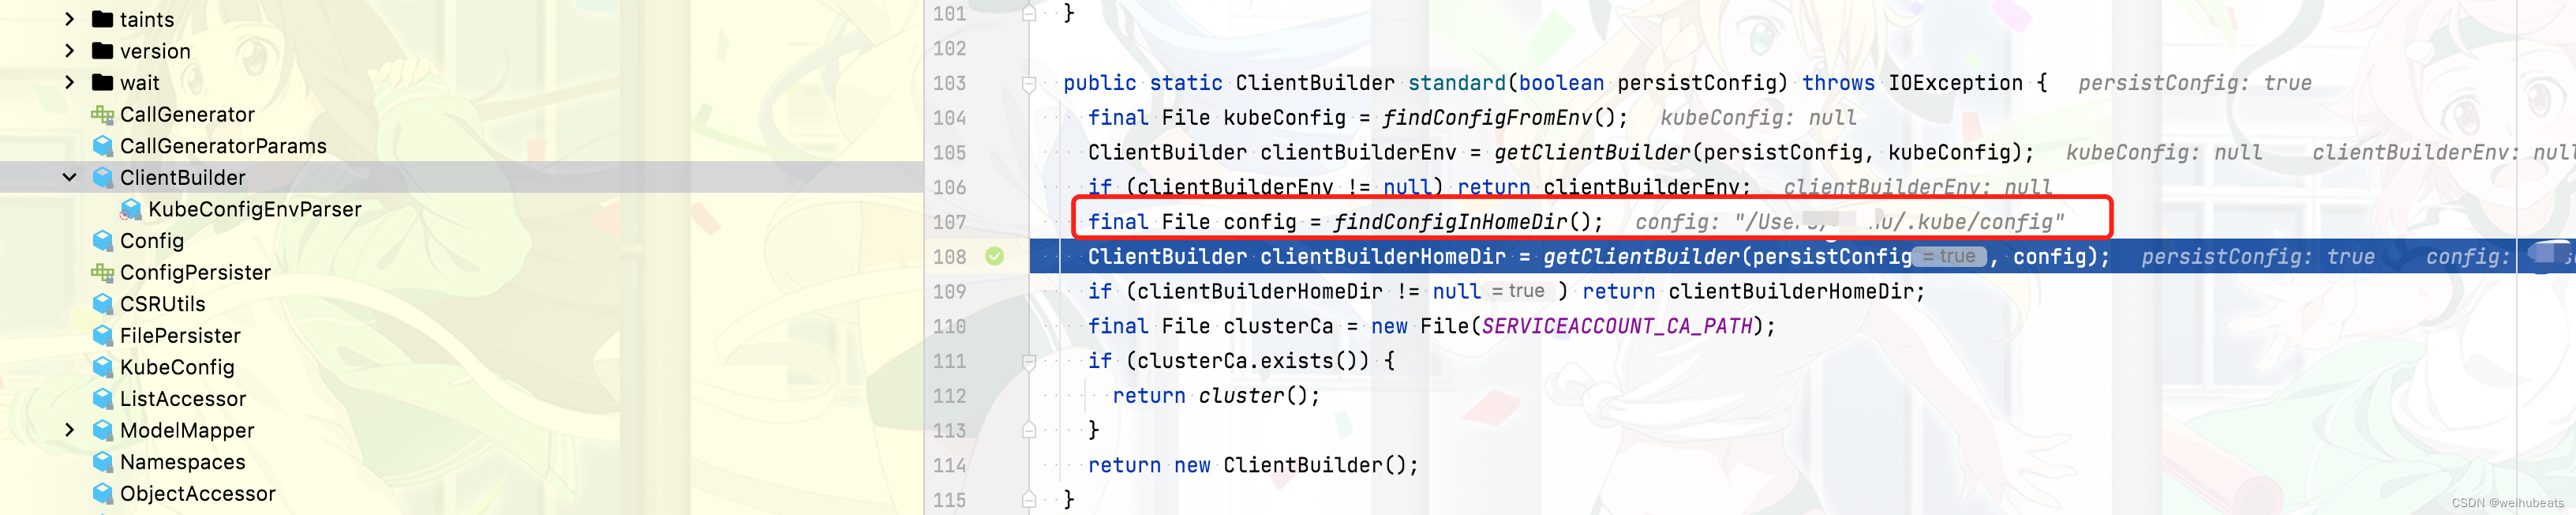 taints
version
wait
CallGenerator
CallGeneratorParams
ClientBuilder
KubeConfigEnvParser
Config
ConfigPersister
CSRUtils
FilePersister
KubeConfig
ListAccessor
ModelMapper
Namespaces
ObjectAccessor
101 }
102
103 public static ClientBuilder standard(boolean persistConfig) throws IOException { persistConfig: true
104 final File kubeConfig = findConfigFromEnv(); kubeConfig: null
105 ClientBuilder clientBuilderEnv = getClientBuilder(persistConfig, kubeConfig); kubeConfig: null clientBuilderEnv: null
106 if (clientBuilderEnv != null) return clientBuilderEnv; clientBuilderEnv: null
107 final File config = findConfigInHomeDir(); config: "/Users/ u/.kube/config"
108 ClientBuilder clientBuilderHomeDir = getClientBuilder(persistConfig = true , config); persistConfig: true config:
109 if (clientBuilderHomeDir != null = true ) return clientBuilderHomeDir;
110 final File clusterCa = new File(SERVICEACCOUNT_CA_PATH);
111 if (clusterCa.exists()) {
112 return cluster();
113 }
114 return new ClientBuilder();
115 }
CSDN @weihubeats